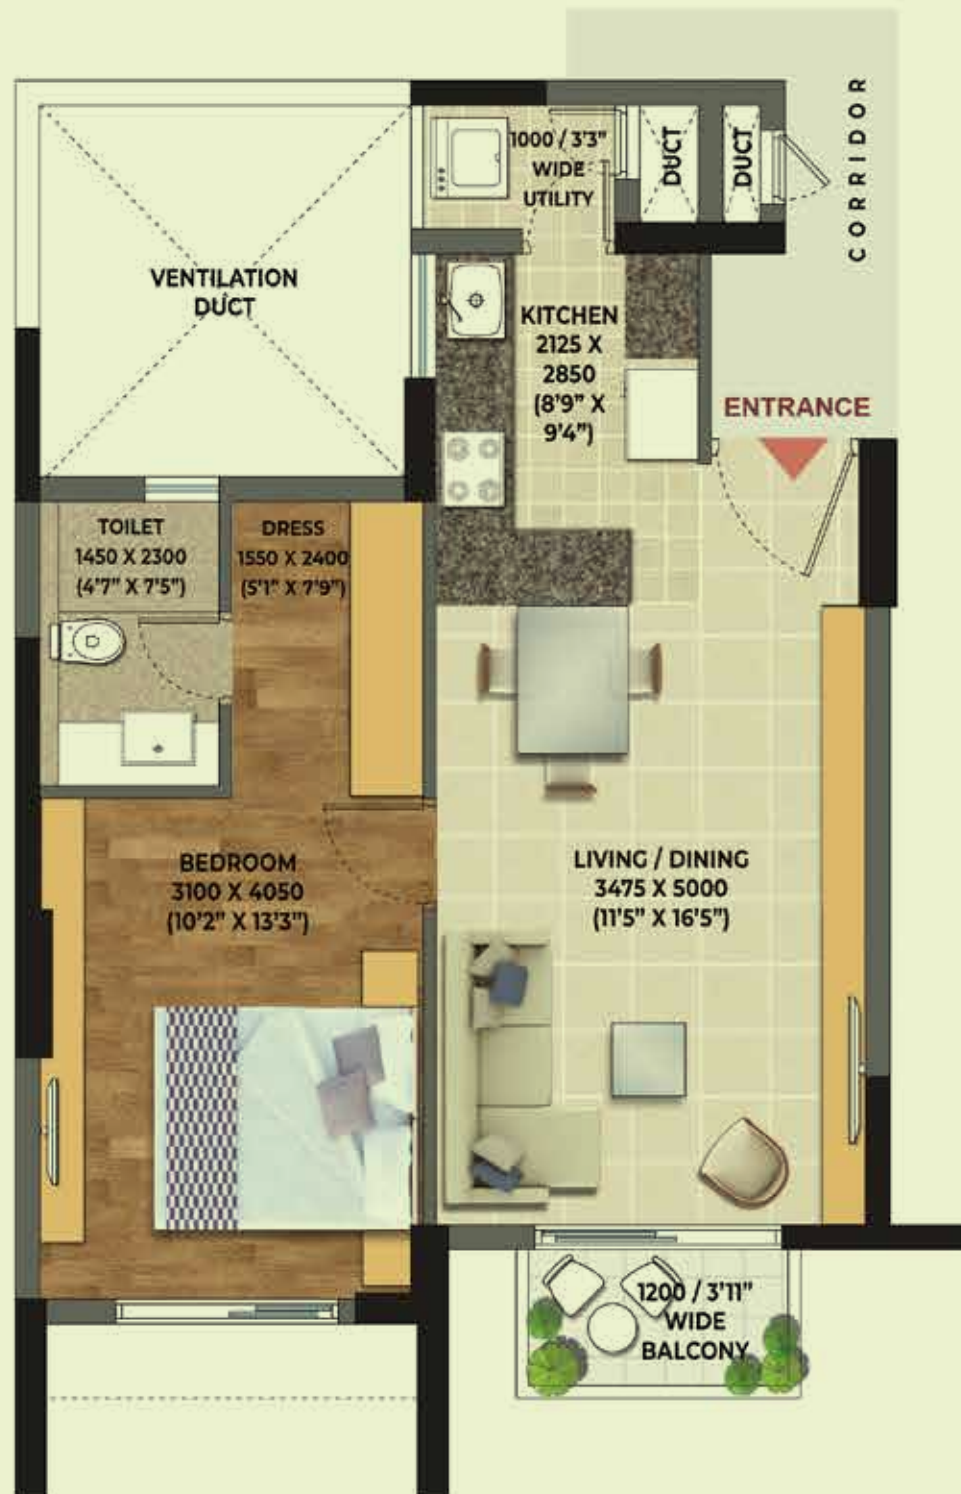 CORRIDOR
1000 / 3'3"
WIDE
UTILITY
DUCT
DUCT
VENTILATION
DUCT
KITCHEN
2125 X
2850
(8'9" X
9'4")
ENTRANCE
TOILET
1450 X 2300
(4'7" X 7'5")
DRESS
1550 X 2400
(5'1" X 7'9")
BEDROOM
3100 X 4050
(10'2" X 13'3")
LIVING / DINING
3475 X 5000
(11'5" X 16'5")
1200 / 3'11"
WIDE
BALCONY